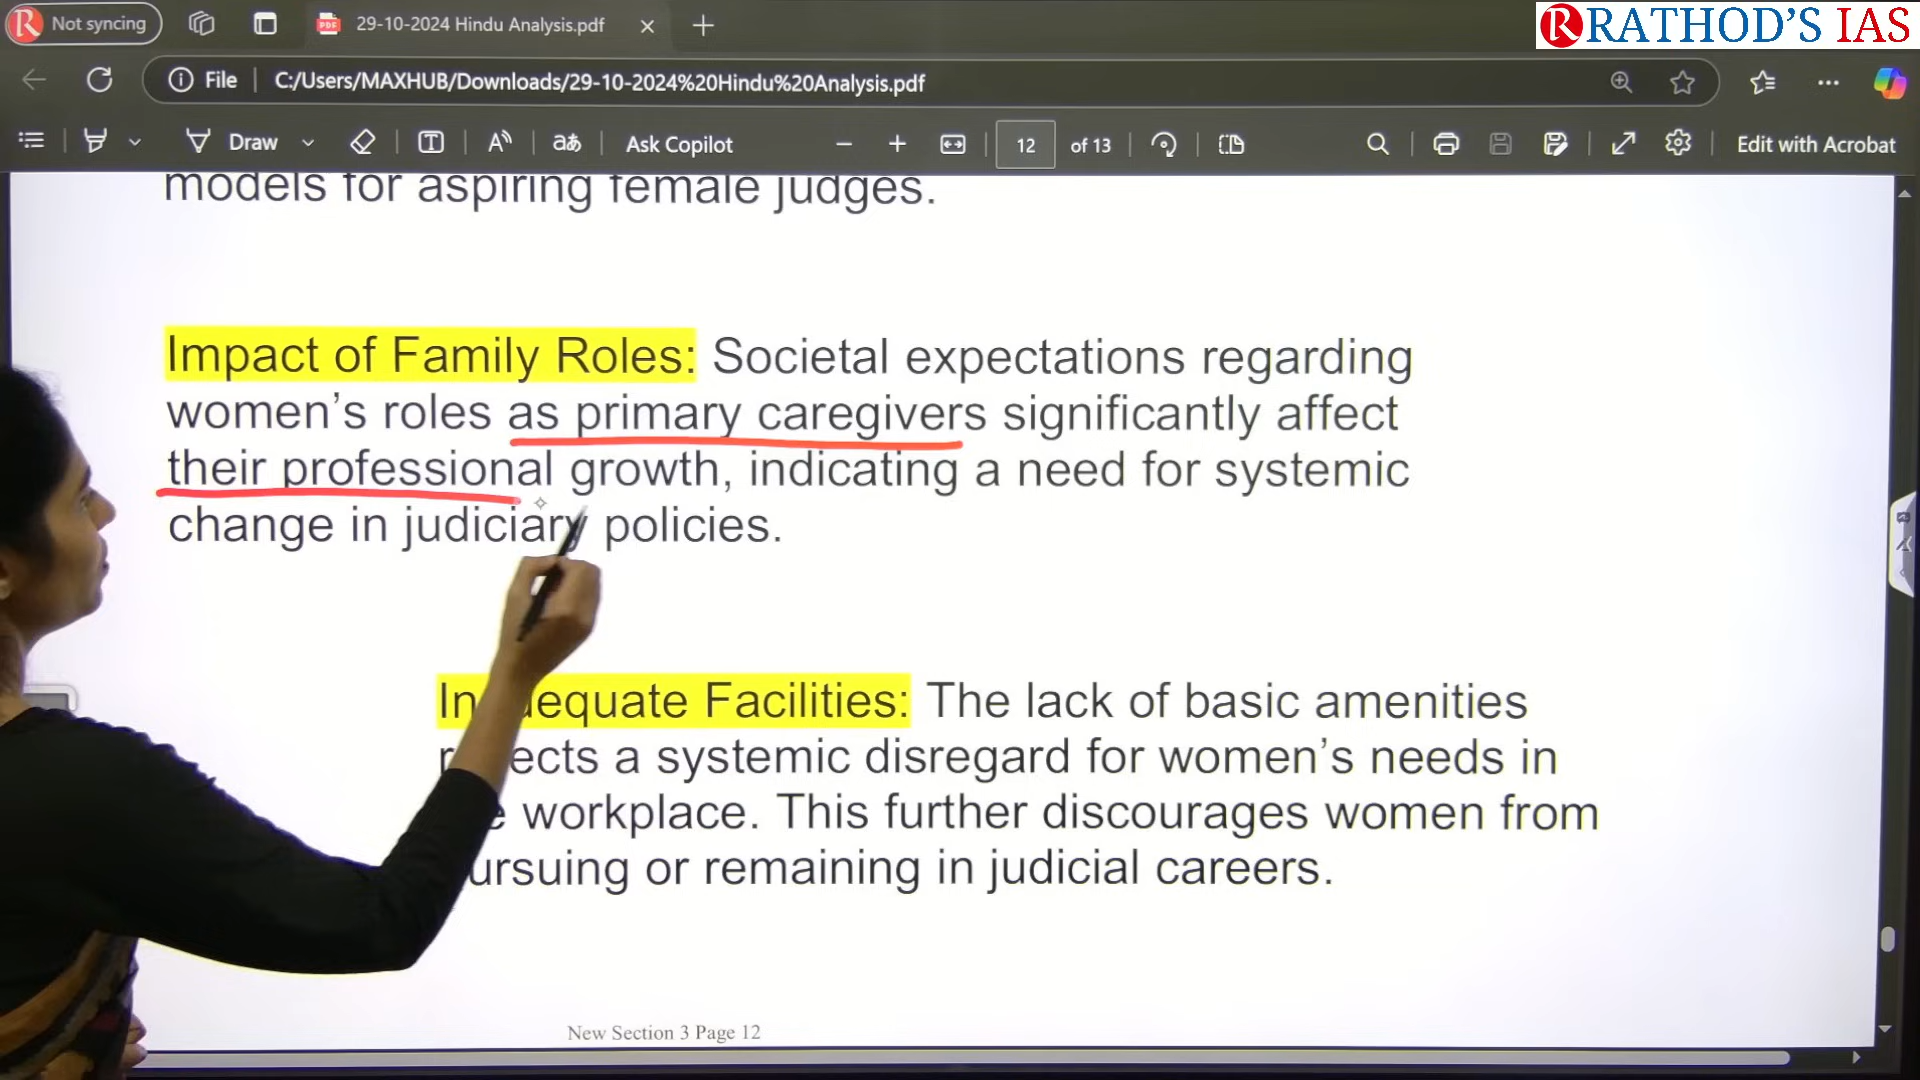 Not syncing
29-10-2024 Hindu Analysis.pdf
RATHOD'S IAS
File
C:/Users/MAXHUB/Downloads/29-10-2024%20Hindu%20Analysis.pdf
Draw
Ask Copilot
12
of 13
Edit with Acrobat
models for aspiring female judges.
Impact of Family Roles: Societal expectations regarding
women's roles as primary caregivers significantly affect
their professional growth, indicating a need for systemic
change in judiciary policies.
Inadequate Facilities: The lack of basic amenities
reflects a systemic disregard for women's needs in
workplace. This further discourages women from
pursuing or remaining in judicial careers.
New Section 3 Page 12